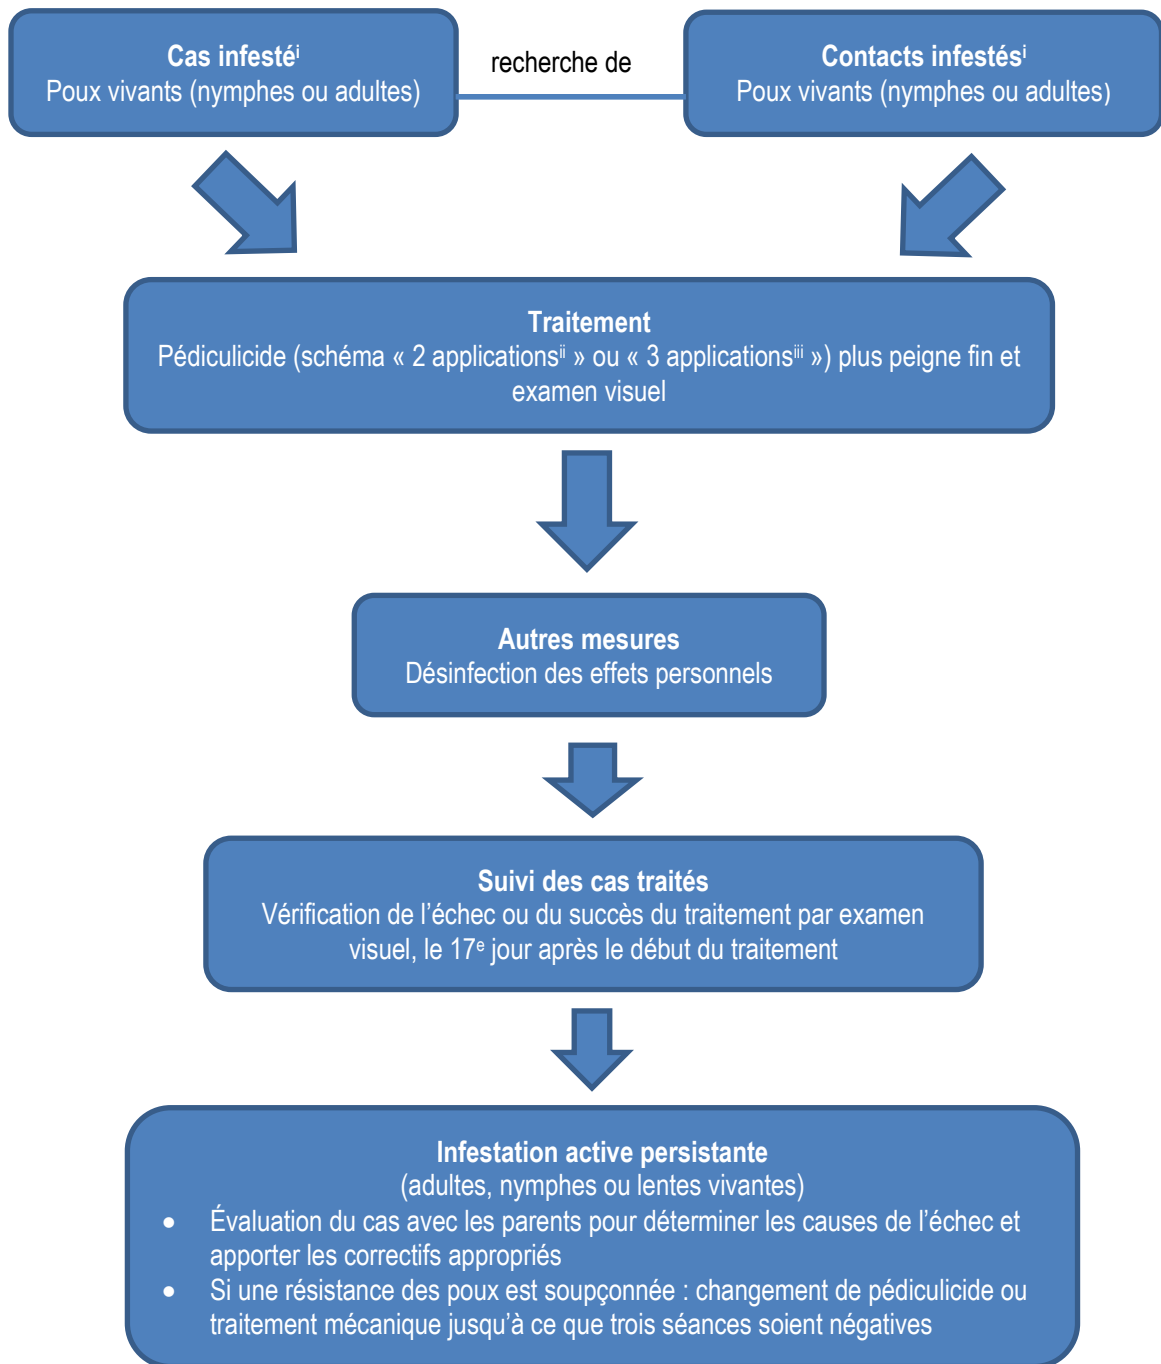 Cas infestéⁱ
Poux vivants (nymphes ou adultes)
recherche de
Contacts infestésⁱ
Poux vivants (nymphes ou adultes)
Traitement
Pédiculicide (schéma « 2 applicationsⁱⁱ » ou « 3 applicationsⁱⁱⁱ ») plus peigne fin et
examen visuel
Autres mesures
Désinfection des effets personnels
Suivi des cas traités
Vérification de l’échec ou du succès du traitement par examen
visuel, le 17ᵉ jour après le début du traitement
Infestation active persistante
(adultes, nymphes ou lentes vivantes)
• Évaluation du cas avec les parents pour déterminer les causes de l’échec et
apporter les correctifs appropriés
• Si une résistance des poux est soupçonnée : changement de pédiculicide ou
traitement mécanique jusqu’à ce que trois séances soient négatives